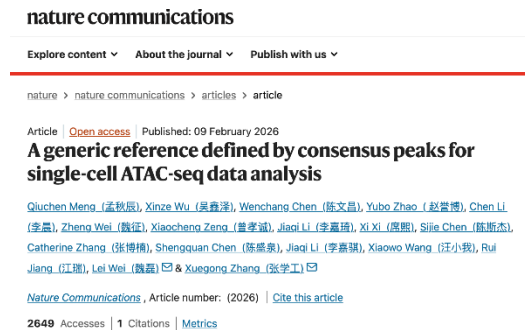 nature communications
Explore content About the journal Publish with us
nature > nature communications > articles > article
Article | Open access | Published: 09 February 2026
A generic reference defined by consensus peaks for
single-cell ATAC-seq data analysis
Qiuchen Meng (孟秋辰), Xinze Wu (吴鑫泽), Wenchang Chen (陈文昌), Yubo Zhao ( 赵誉博), Chen Li
(李晨), Zheng Wei (魏征), Xiaocheng Zeng (曾孝诚), Jiaqi Li (李嘉琦), Xi Xi (席熙), Sijie Chen (陈斯杰),
Catherine Zhang (张博楠), Shengquan Chen (陈盛泉), Jiaqi Li (李嘉骐), Xiaowo Wang (汪小我), Rui
Jiang (江瑞), Lei Wei (魏磊) & Xuegong Zhang (张学工)
Nature Communications , Article number: (2026) | Cite this article
2649 Accesses | 1 Citations | Metrics